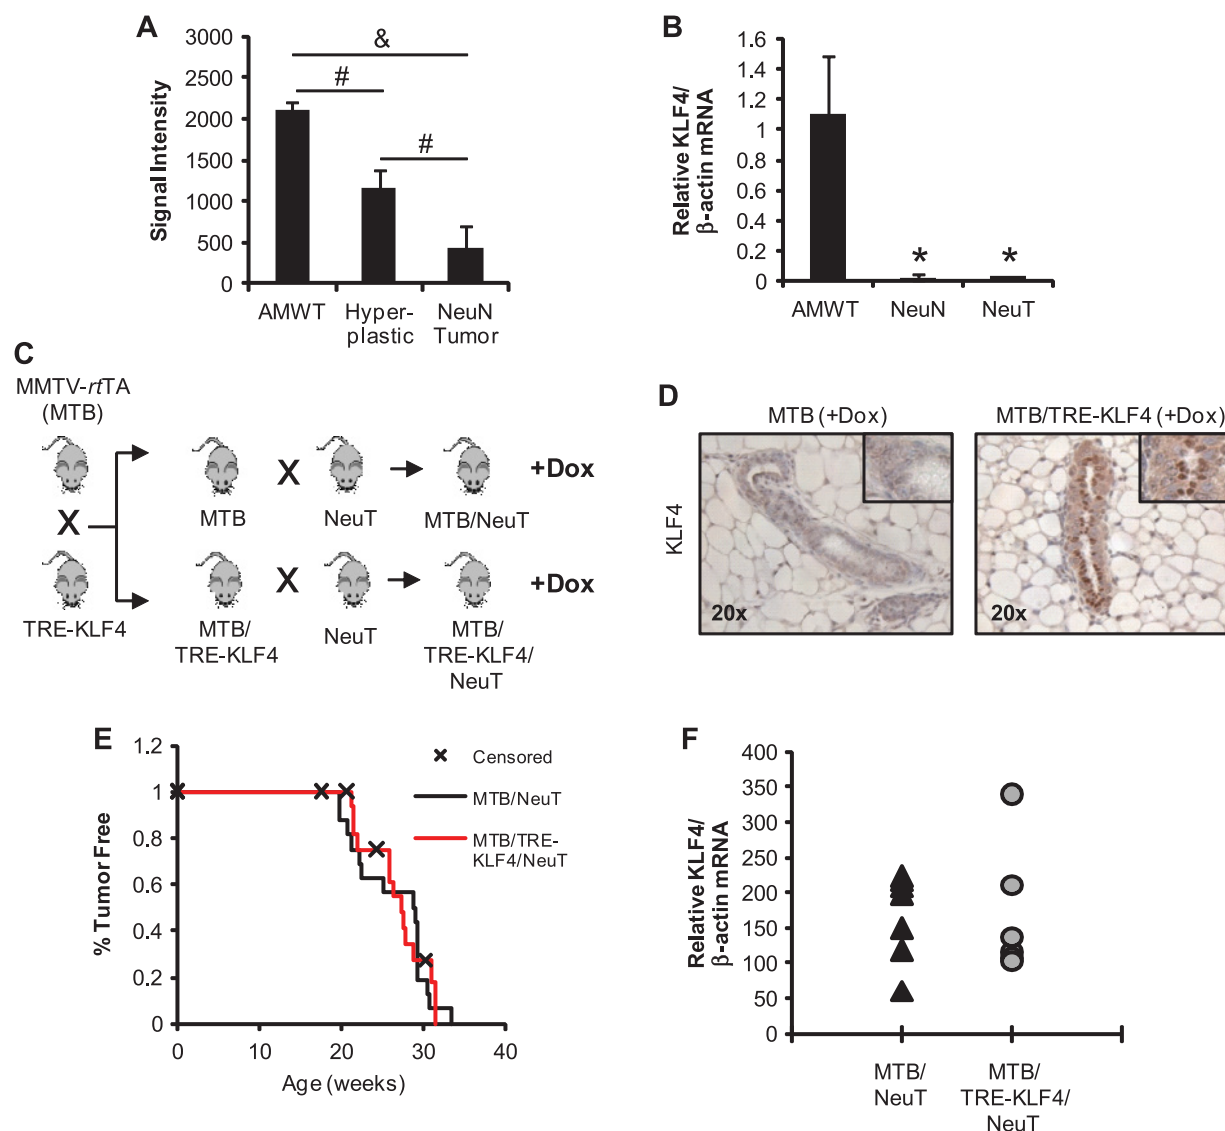 A
3000
2500
2000
1500
1000
500
0
Signal Intensity
&
#
#
AMWT
Hyper-
plastic
NeuN
Tumor
B
1.6
1.4
1.2
1
0.8
0.6
0.4
0.2
0
Relative KLF4/
β-actin mRNA
*
*
AMWT
NeuN
NeuT
C
MMTV-rtTA
(MTB)
X
TRE-KLF4
MTB
X
NeuT
MTB/NeuT
+Dox
MTB/
TRE-KLF4
X
NeuT
MTB/
TRE-KLF4/
NeuT
+Dox
D
MTB (+Dox)
MTB/TRE-KLF4 (+Dox)
KLF4
20x
20x
E
1.2
1
0.8
0.6
0.4
0.2
0
% Tumor Free
0
10
20
30
40
Age (weeks)
Censored
MTB/NeuT
MTB/TRE-
KLF4/NeuT
F
400
350
300
250
200
150
100
50
0
Relative KLF4/
β-actin mRNA
MTB/
NeuT
MTB/
TRE-KLF4/
NeuT